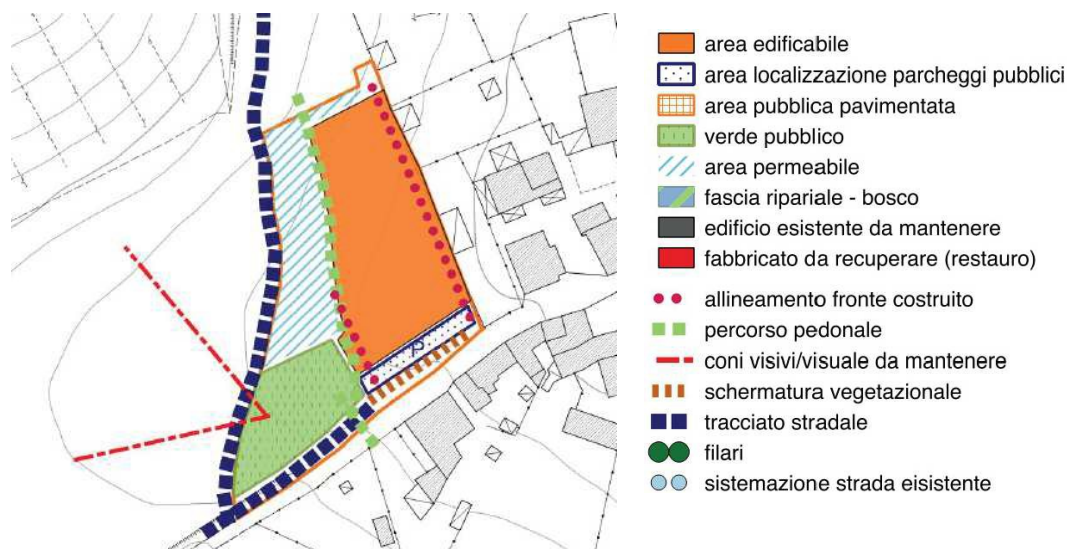 P
area edificabile
area localizzazione parcheggi pubblici
area pubblica pavimentata
verde pubblico
area permeabile
fascia ripariale - bosco
edificio esistente da mantenere
fabbricato da recuperare (restauro)
allineamento fronte costruito
percorso pedonale
coni visivi/visuale da mantenere
schermatura vegetazionale
tracciato stradale
filari
sistemazione strada eisistente